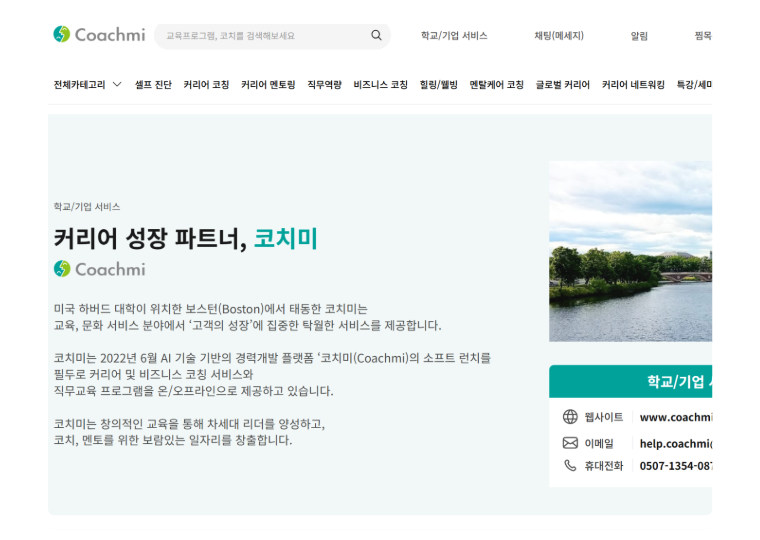 Coachmi
교육프로그램, 코치를 검색해보세요
학교/기업 서비스
채팅(메세지)
알림
찜목
전체카테고리
셀프 진단
커리어 코칭
커리어 멘토링
직무역량
비즈니스 코칭
힐링/웰빙
멘탈케어 코칭
글로벌 커리어
커리어 네트워킹
특강/세미
학교/기업 서비스
커리어 성장 파트너, 코치미
Coachmi
미국 하버드 대학이 위치한 보스턴(Boston)에서 태동한 코치미는
교육, 문화 서비스 분야에서 ‘고객의 성장’에 집중한 탁월한 서비스를 제공합니다.
코치미는 2022년 6월 AI 기술 기반의 경력개발 플랫폼 ‘코치미(Coachmi)의 소프트 런치를
필두로 커리어 및 비즈니스 코칭 서비스와
직무교육 프로그램을 온/오프라인으로 제공하고 있습니다.
코치미는 창의적인 교육을 통해 차세대 리더를 양성하고,
코치, 멘토를 위한 보람있는 일자리를 창출합니다.
학교/기업
웹사이트 www.coachmi
이메일 help.coachmi
휴대전화 0507-1354-087